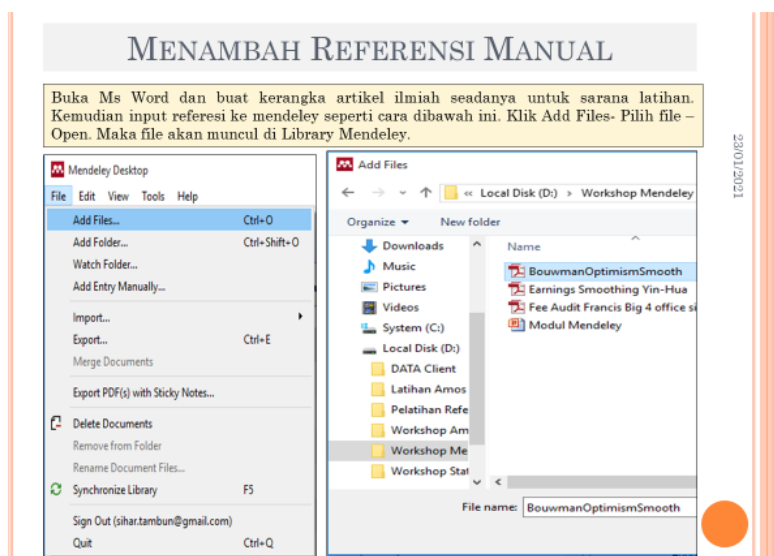 MENAMBAH REFERENSI MANUAL
Buka Ms Word dan buat kerangka artikel ilmiah seadanya untuk sarana latihan.
Kemudian input referesi ke mendeley seperti cara dibawah ini. Klik Add Files- Pilih file –
Open. Maka file akan muncul di Library Mendeley.
23/01/2021
Mendeley Desktop
File Edit View Tools Help
Add Files... Ctrl+O
Add Folder... Ctrl+Shift+O
Watch Folder...
Add Entry Manually...
Import...
Export... Ctrl+E
Merge Documents
Export PDF(s) with Sticky Notes...
Delete Documents
Remove from Folder
Rename Document Files...
Synchronize Library F5
Sign Out (sihar.tambun@gmail.com)
Quit Ctrl+Q
Add Files
« Local Disk (D:) > Workshop Mendeley
Organize New folder
Downloads
Music
Pictures
Videos
System (C:)
Local Disk (D:)
DATA Client
Latihan Amos
Pelatihan Refe
Workshop Am
Workshop Me
Workshop Stat
Name
BouwmanOptimismSmooth
Earnings Smoothing Yin-Hua
Fee Audit Francis Big 4 office si
Modul Mendeley
File name: BouwmanOptimismSmooth